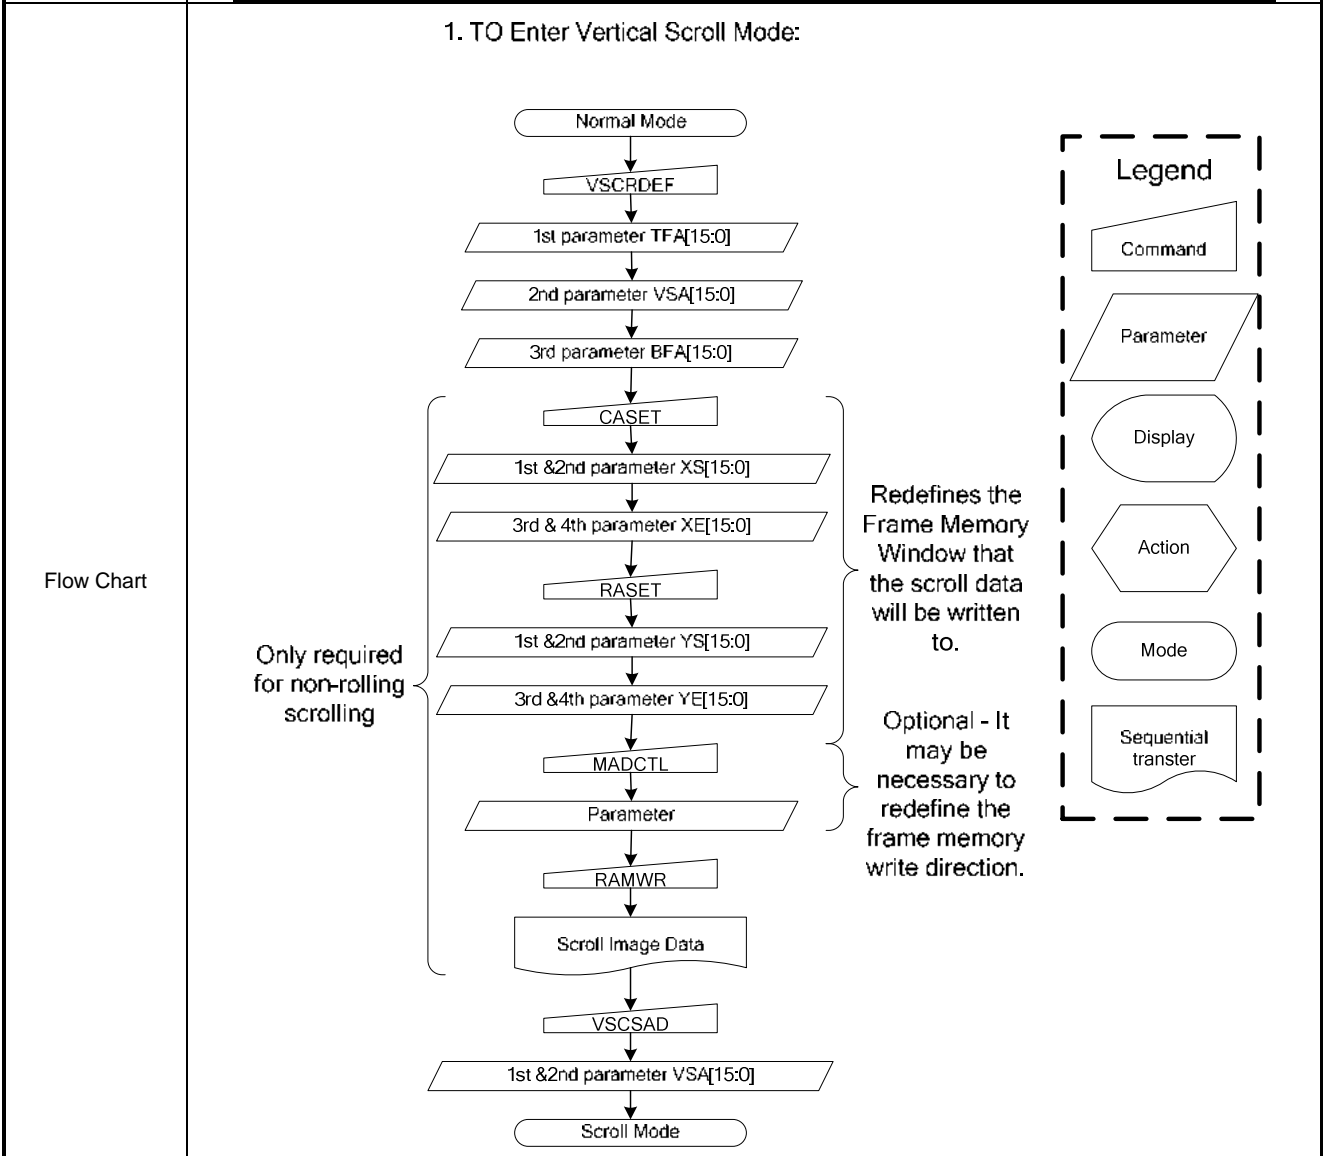 Flow Chart
1. TO Enter Vertical Scroll Mode:
Normal Mode
VSCRDEF
1st parameter TFA[15:0]
2nd parameter VSA[15:0]
3rd parameter BFA[15:0]
CASET
1st &2nd parameter XS[15:0]
3rd & 4th parameter XE[15:0]
RASET
1st &2nd parameter YS[15:0]
3rd &4th parameter YE[15:0]
MADCTL
Parameter
RAMWR
Scroll Image Data
VSCSAD
1st &2nd parameter VSA[15:0]
Scroll Mode
Only required
for non-rolling
scrolling
Redefines the
Frame Memory
Window that
the scroll data
will be written
to.
Optional - It
may be
necessary to
redefine the
frame memory
write direction.
Legend
Command
Parameter
Display
Action
Mode
Sequential
transter